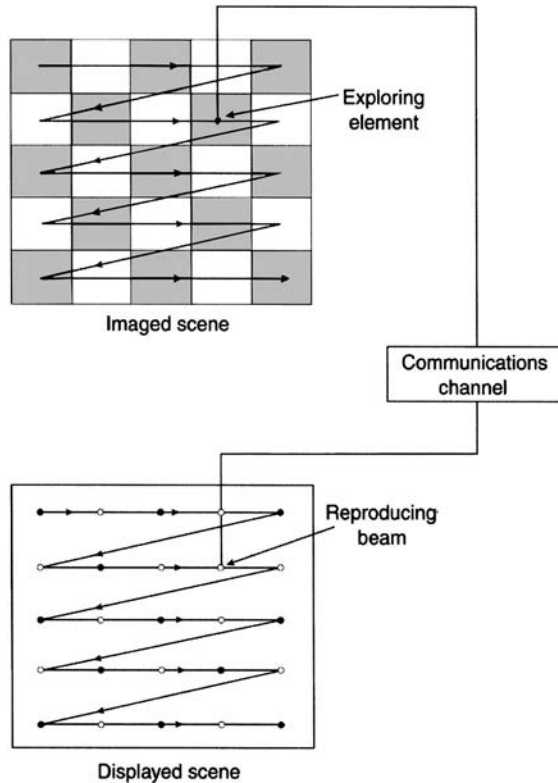 Exploring
element
Imaged scene
Communications
channel
Reproducing
beam
Displayed scene